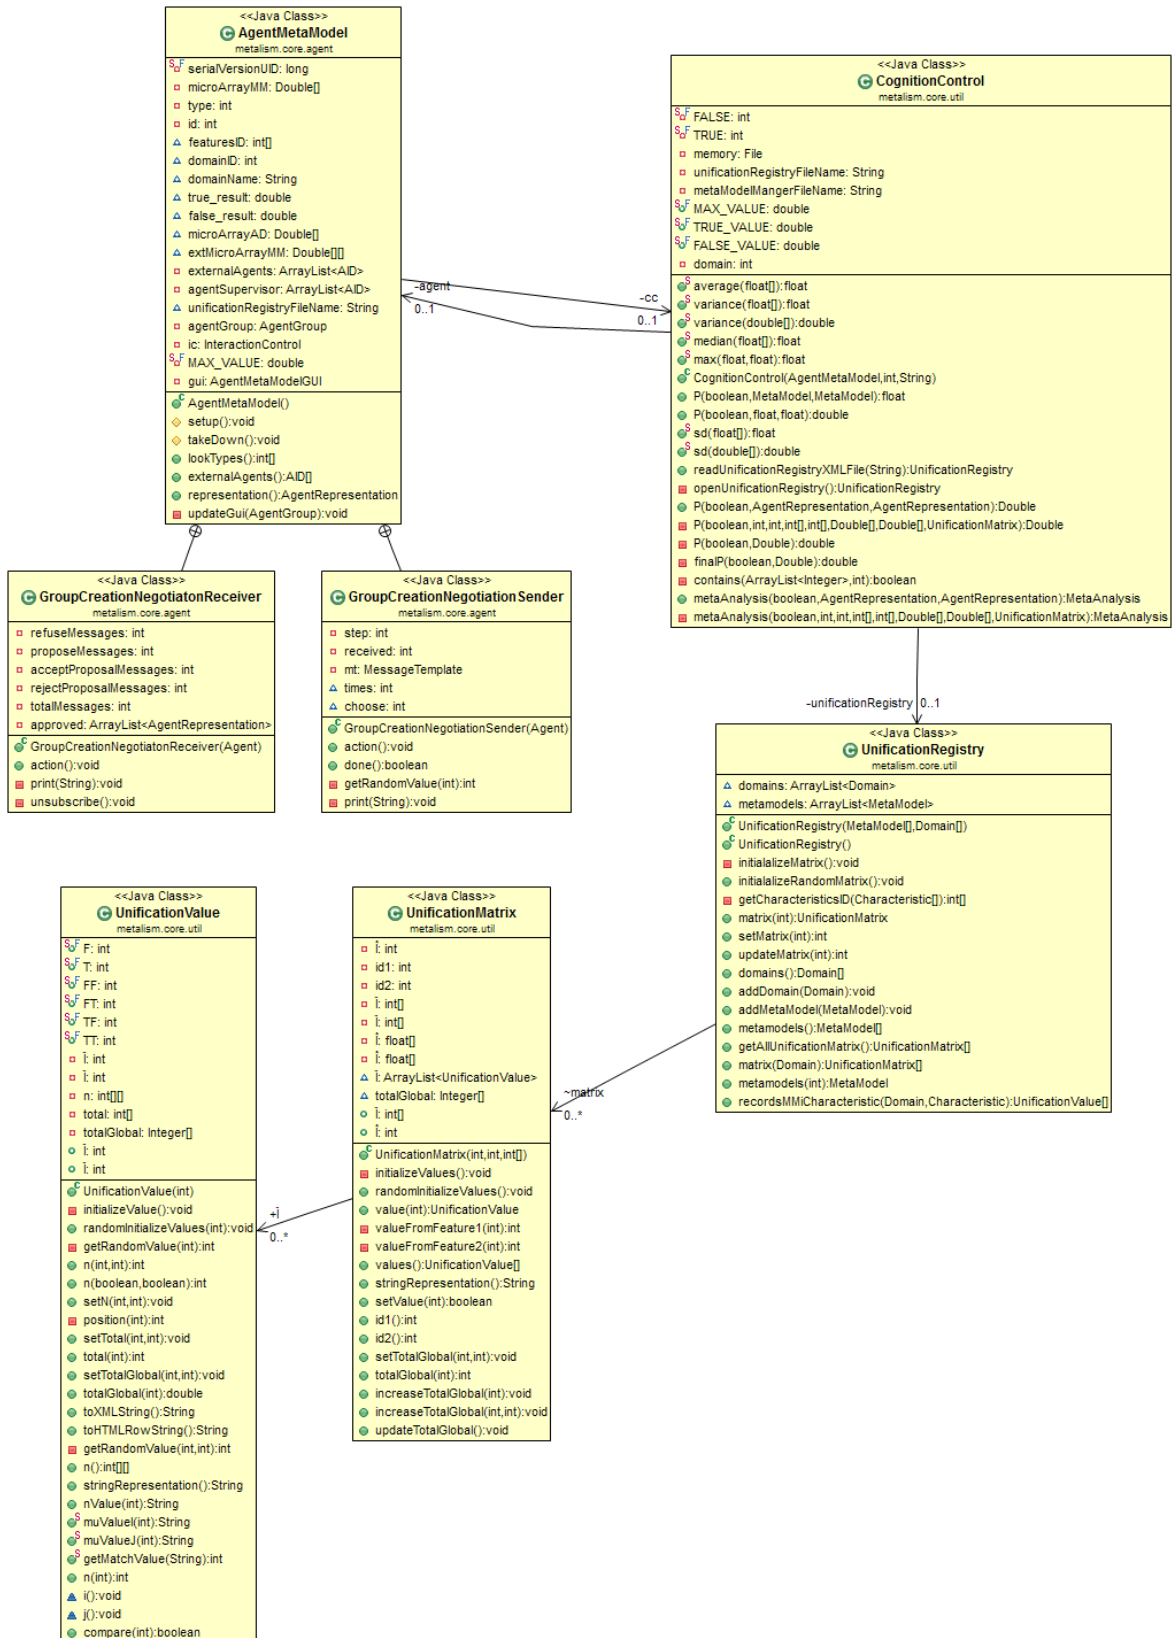 <<Java Class>>
AgentMetaModel
metalism.core.agent
serialVersionUID: long
microArrayMM: Double[]
type: int
id: int
featuresID: int[]
domainID: int
domainName: String
true_result: double
false_result: double
microArrayAD: Double[]
extMicroArrayMM: Double[][]
externalAgents: ArrayList<AID>
agentSupervisor: ArrayList<AID>
unificationRegistryFileName: String
agentGroup: AgentGroup
ic: InteractionControl
MAX_VALUE: double
gui: AgentMetaModelGUI
AgentMetaModel()
setup():void
takeDown():void
lookTypes():int[]
externalAgents():AID[]
representation():AgentRepresentation
updateGui(AgentGroup):void
-agent
0..1
-cc
0..1
<<Java Class>>
CognitionControl
metalism.core.util
FALSE: int
TRUE: int
memory: File
unificationRegistryFileName: String
metaModelMangerFileName: String
MAX_VALUE: double
TRUE_VALUE: double
FALSE_VALUE: double
domain: int
average(float[]):float
variance(float[]):float
variance(double[]):double
median(float[]):float
max(float,float):float
CognitionControl(AgentMetaModel,int,String)
P(boolean,MetaModel,MetaModel):float
P(boolean,float,float):double
sd(float[]):float
sd(double[]):double
readUnificationRegistryXMLFile(String):UnificationRegistry
openUnificationRegistry():UnificationRegistry
P(boolean,AgentRepresentation,AgentRepresentation):Double
P(boolean,int,int,int[],int[],Double[],Double[],UnificationMatrix):Double
P(boolean,Double):double
finalP(boolean,Double):double
contains(ArrayList<Integer>,int):boolean
metaAnalysis(boolean,AgentRepresentation,AgentRepresentation):MetaAnalysis
metaAnalysis(boolean,int,int,int[],int[],Double[],Double[],UnificationMatrix):MetaAnalysis
<<Java Class>>
GroupCreationNegotiatonReceiver
metalism.core.agent
refuseMessages: int
proposeMessages: int
acceptProposalMessages: int
rejectProposalMessages: int
totalMessages: int
approved: ArrayList<AgentRepresentation>
GroupCreationNegotiatonReceiver(Agent)
action():void
print(String):void
unsubscribe():void
<<Java Class>>
GroupCreationNegotiationSender
metalism.core.agent
step: int
received: int
mt: MessageTemplate
times: int
choose: int
GroupCreationNegotiationSender(Agent)
action():void
done():boolean
getRandomValue(int):int
print(String):void
-unificationRegistry
0..1
<<Java Class>>
UnificationRegistry
metalism.core.util
domains: ArrayList<Domain>
metamodels: ArrayList<MetaModel>
UnificationRegistry(MetaModel[],Domain[])
UnificationRegistry()
initialalizeMatrix():void
initialalizeRandomMatrix():void
getCharacteristicsID(Characteristic[]):int[]
matrix(int):UnificationMatrix
setMatrix(int):int
updateMatrix(int):int
domains():Domain[]
addDomain(Domain):void
addMetaModel(MetaModel):void
metamodels():MetaModel[]
getAllUnificationMatrix():UnificationMatrix[]
matrix(Domain):UnificationMatrix[]
metamodels(int):MetaModel
recordsMMiCharacteristic(Domain,Characteristic):UnificationValue[]
~matrix
0..*
<<Java Class>>
UnificationValue
metalism.core.util
F: int
T: int
FF: int
FT: int
TF: int
TT: int
: int
: int
n: int[][]
total: int[]
totalGlobal: Integer[]
: int
: int
UnificationValue(int)
initializeValue():void
randomInitializeValues(int):void
getRandomValue(int):int
n(int,int):int
n(boolean,boolean):int
setN(int,int):void
position(int):int
setTotal(int,int):void
total(int):int
setTotalGlobal(int,int):void
totalGlobal(int):double
toXMLString():String
toHTMLRowString():String
getRandomValue(int,int):int
n():int[][]
stringRepresentation():String
nValue(int):String
muValueI(int):String
muValueJ(int):String
getMatchValue(String):int
n(int):int
i():void
j():void
compare(int):boolean
0..*
<<Java Class>>
UnificationMatrix
metalism.core.util
: int
id1: int
id2: int
: int[]
: int[]
: float[]
: float[]
: ArrayList<UnificationValue>
totalGlobal: Integer[]
: int[]
: int
UnificationMatrix(int,int,int[])
initializeValues():void
randomInitializeValues():void
value(int):UnificationValue
valueFromFeature1(int):int
valueFromFeature2(int):int
values():UnificationValue[]
stringRepresentation():String
setValue(int):boolean
id1():int
id2():int
setTotalGlobal(int,int):void
totalGlobal(int):int
increaseTotalGlobal(int):void
increaseTotalGlobal(int,int):void
updateTotalGlobal():void